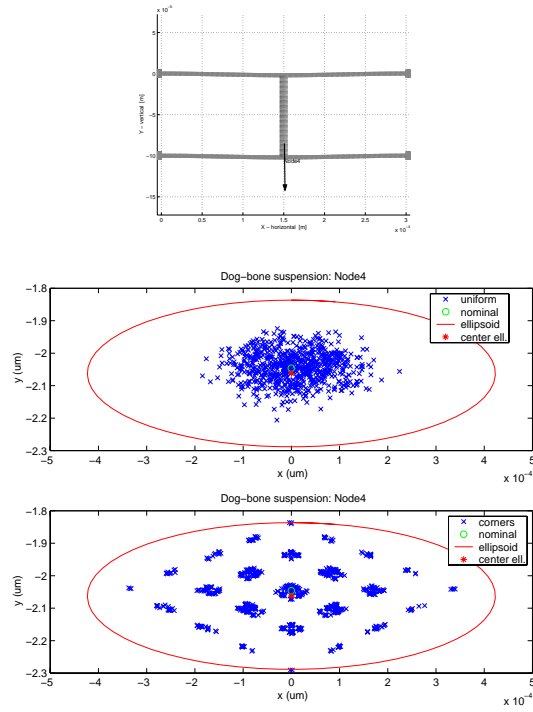 x 10⁻⁵
5
0
−5
−10
−15
Y − vertical [m]
Node4
0 0.5 1 1.5 2 2.5 3
X − horizontal [m]
x 10⁻⁴
Dog−bone suspension: Node4
−1.8
−1.9
−2
−2.1
−2.2
−2.3
y (um)
uniform
nominal
ellipsoid
center ell.
−5 −4 −3 −2 −1 0 1 2 3 4 5
x (um)
x 10⁻⁴
Dog−bone suspension: Node4
−1.8
−1.9
−2
−2.1
−2.2
−2.3
y (um)
corners
nominal
ellipsoid
center ell.
−5 −4 −3 −2 −1 0 1 2 3 4 5
x (um)
x 10⁻⁴